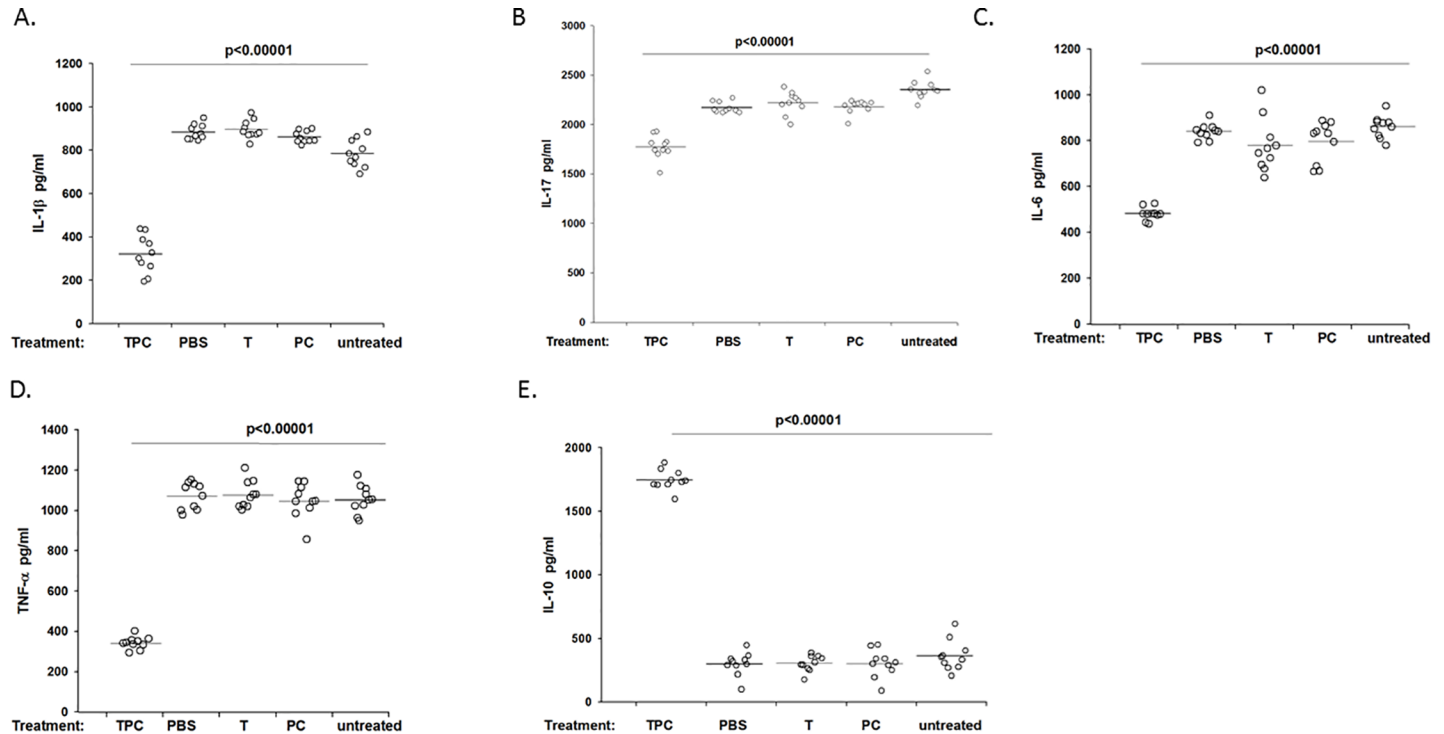 A.
p<0.00001
1200
1000
800
600
400
200
0
IL-1β pg/ml
Treatment: TPC PBS T PC untreated
B
p<0.00001
3000
2500
2000
1500
1000
500
0
IL-17 pg/ml
Treatment: TPC PBS T PC untreated
C.
p<0.00001
1200
1000
800
600
400
200
0
IL-6 pg/ml
Treatment: TPC PBS T PC untreated
D.
p<0.00001
1400
1200
1000
800
600
400
200
0
TNF-α pg/ml
Treatment: TPC PBS T PC untreated
E.
p<0.00001
2000
1500
1000
500
0
IL-10 pg/ml
Treatment: TPC PBS T PC untreated